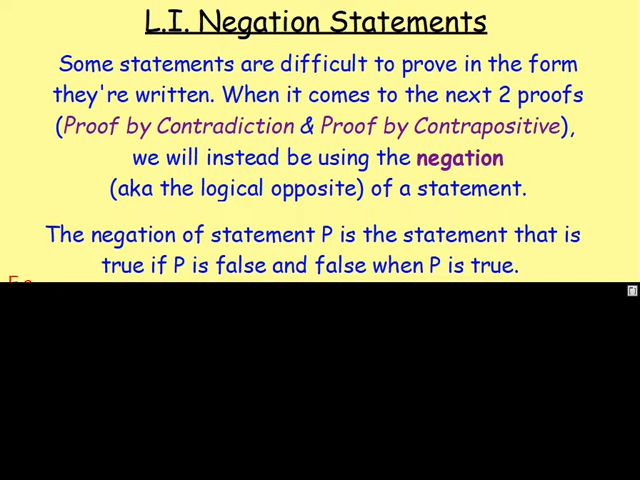 L.I. Negation Statements
Some statements are difficult to prove in the form
they're written. When it comes to the next 2 proofs
(Proof by Contradiction & Proof by Contrapositive),
we will instead be using the negation
(aka the logical opposite) of a statement.
The negation of statement P is the statement that is
true if P is false and false when P is true.